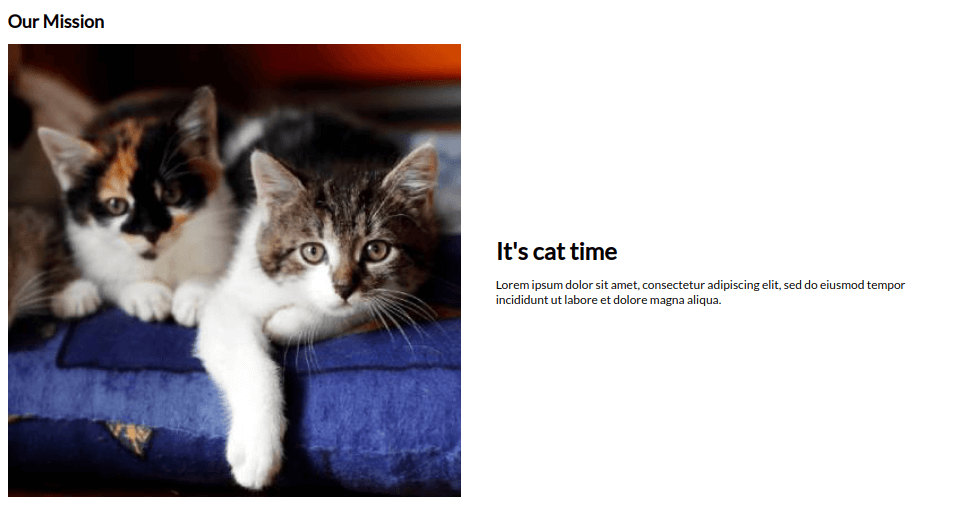 Our Mission
It's cat time
Lorem ipsum dolor sit amet, consectetur adipiscing elit, sed do eiusmod tempor
incididunt ut labore et dolore magna aliqua.